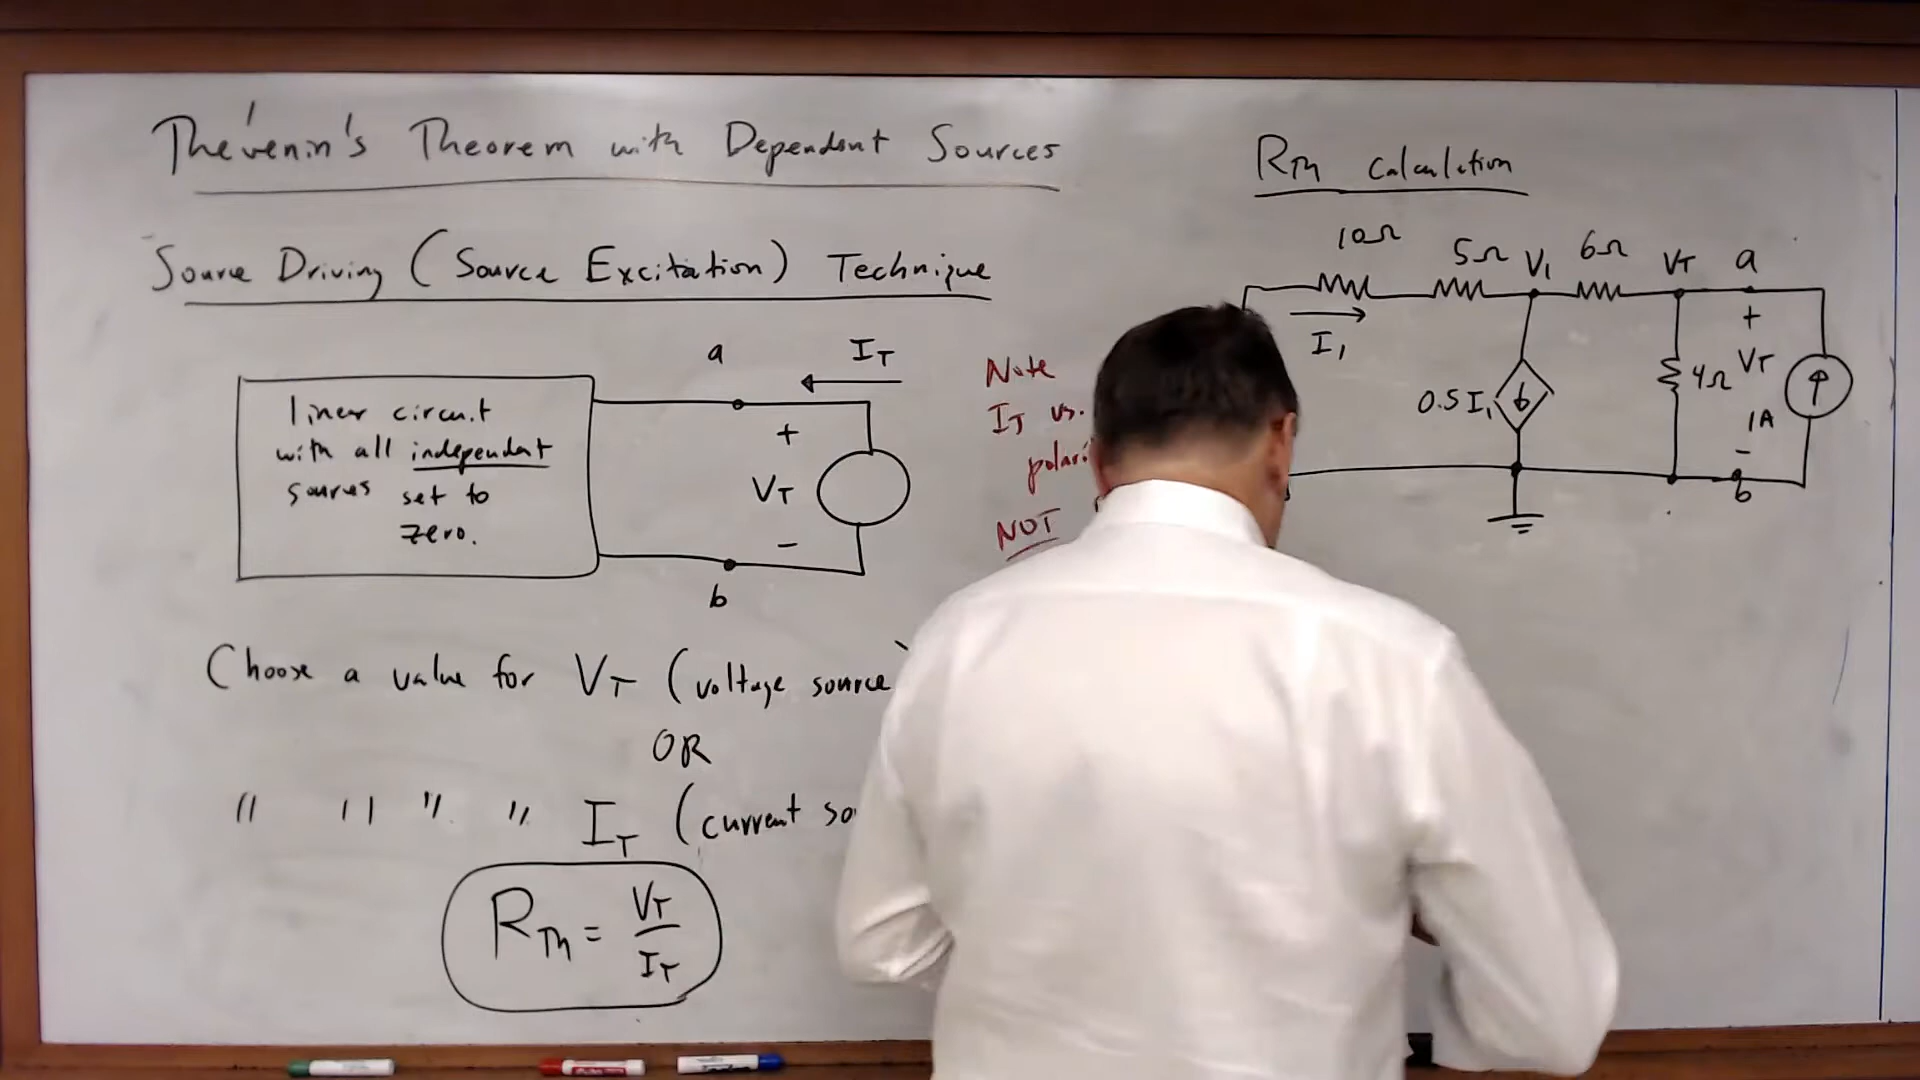 Thévenin's Theorem with Dependent Sources
Source Driving (Source Excitation) Technique
a
I_T
linear circuit
with all independent
sources set to
zero.
+
V_T
-
b
Note
I_T vs.
NOT
Choose a value for V_T (voltage source
OR
" " " " I_T (current
R_Th = V_T / I_T
R_Th Calculation
10Ω
5Ω V_1 6Ω V_T a
I_1
+
0.5 I_1
4Ω V_T
1A
-
b